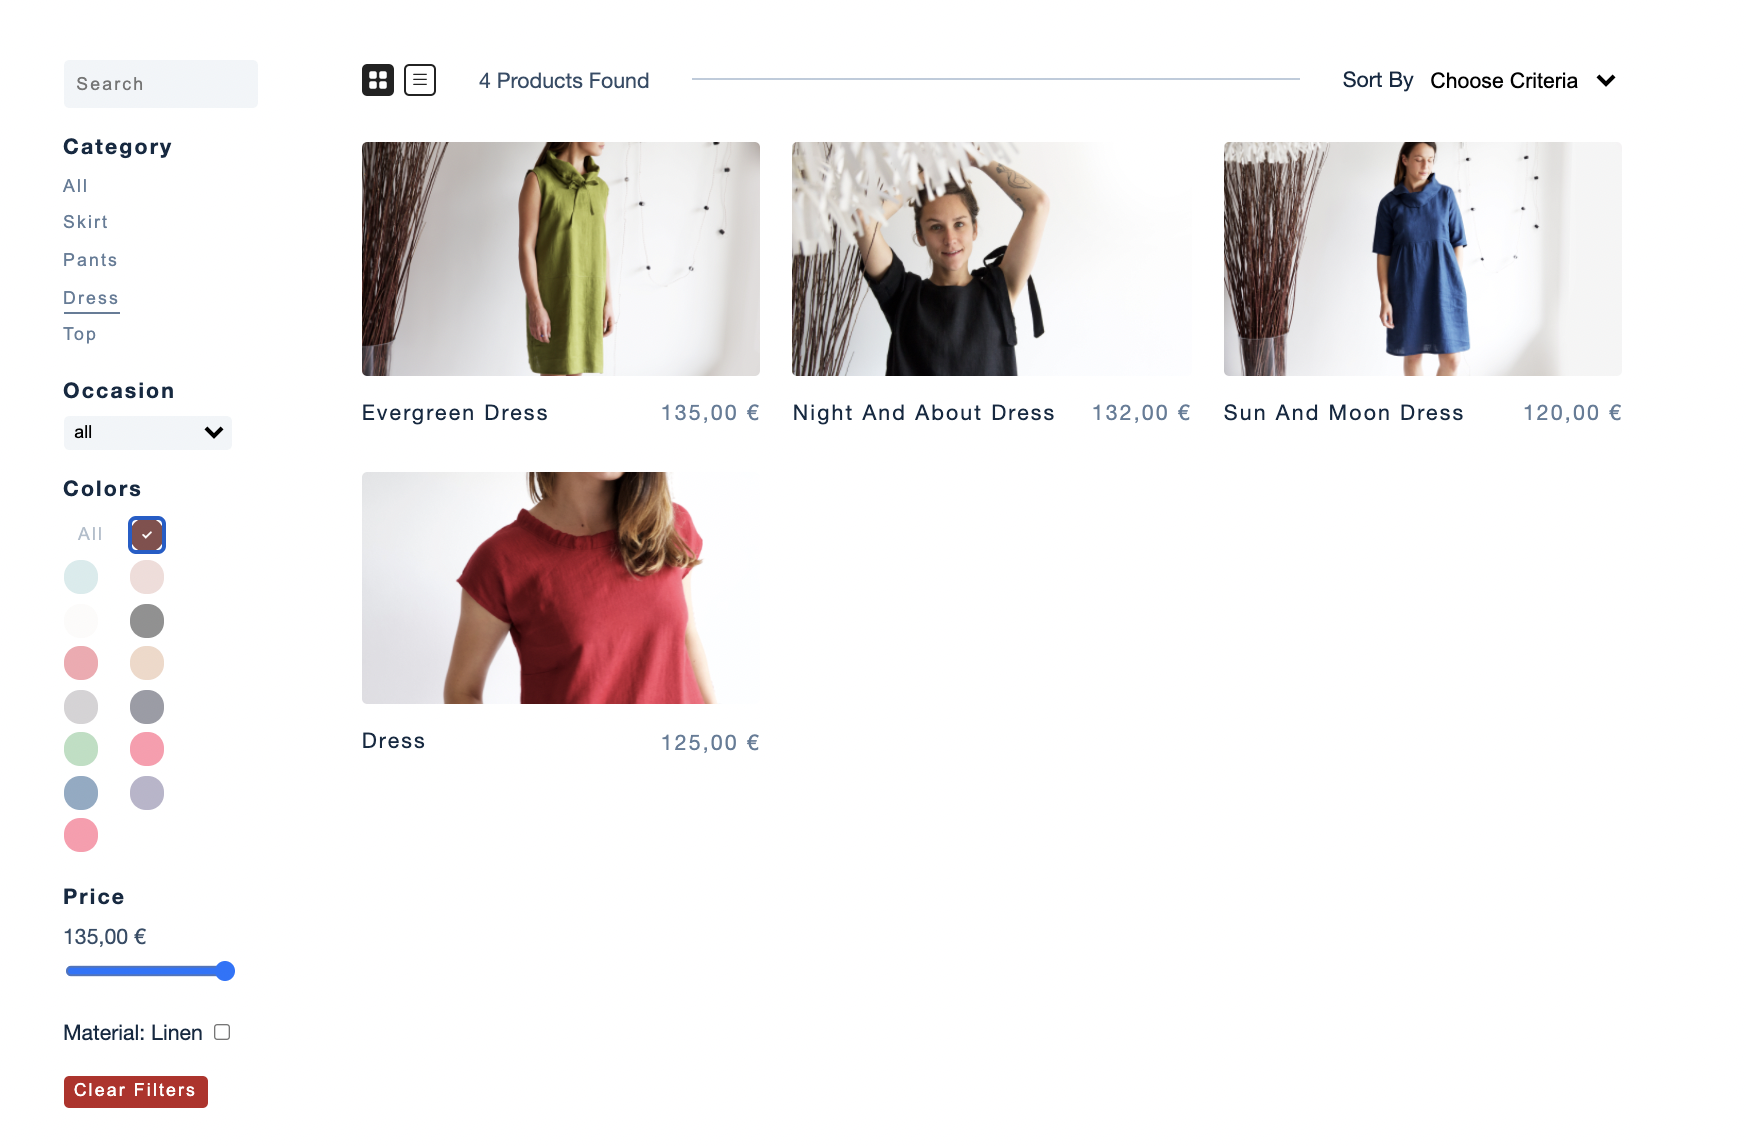 Search
Category
All
Skirt
Pants
Dress
Top
Occasion
all
Colors
All
Price
135,00 €
Material: Linen
Clear Filters
4 Products Found
Sort By Choose Criteria
Evergreen Dress 135,00 €
Night And About Dress 132,00 €
Sun And Moon Dress 120,00 €
Dress 125,00 €